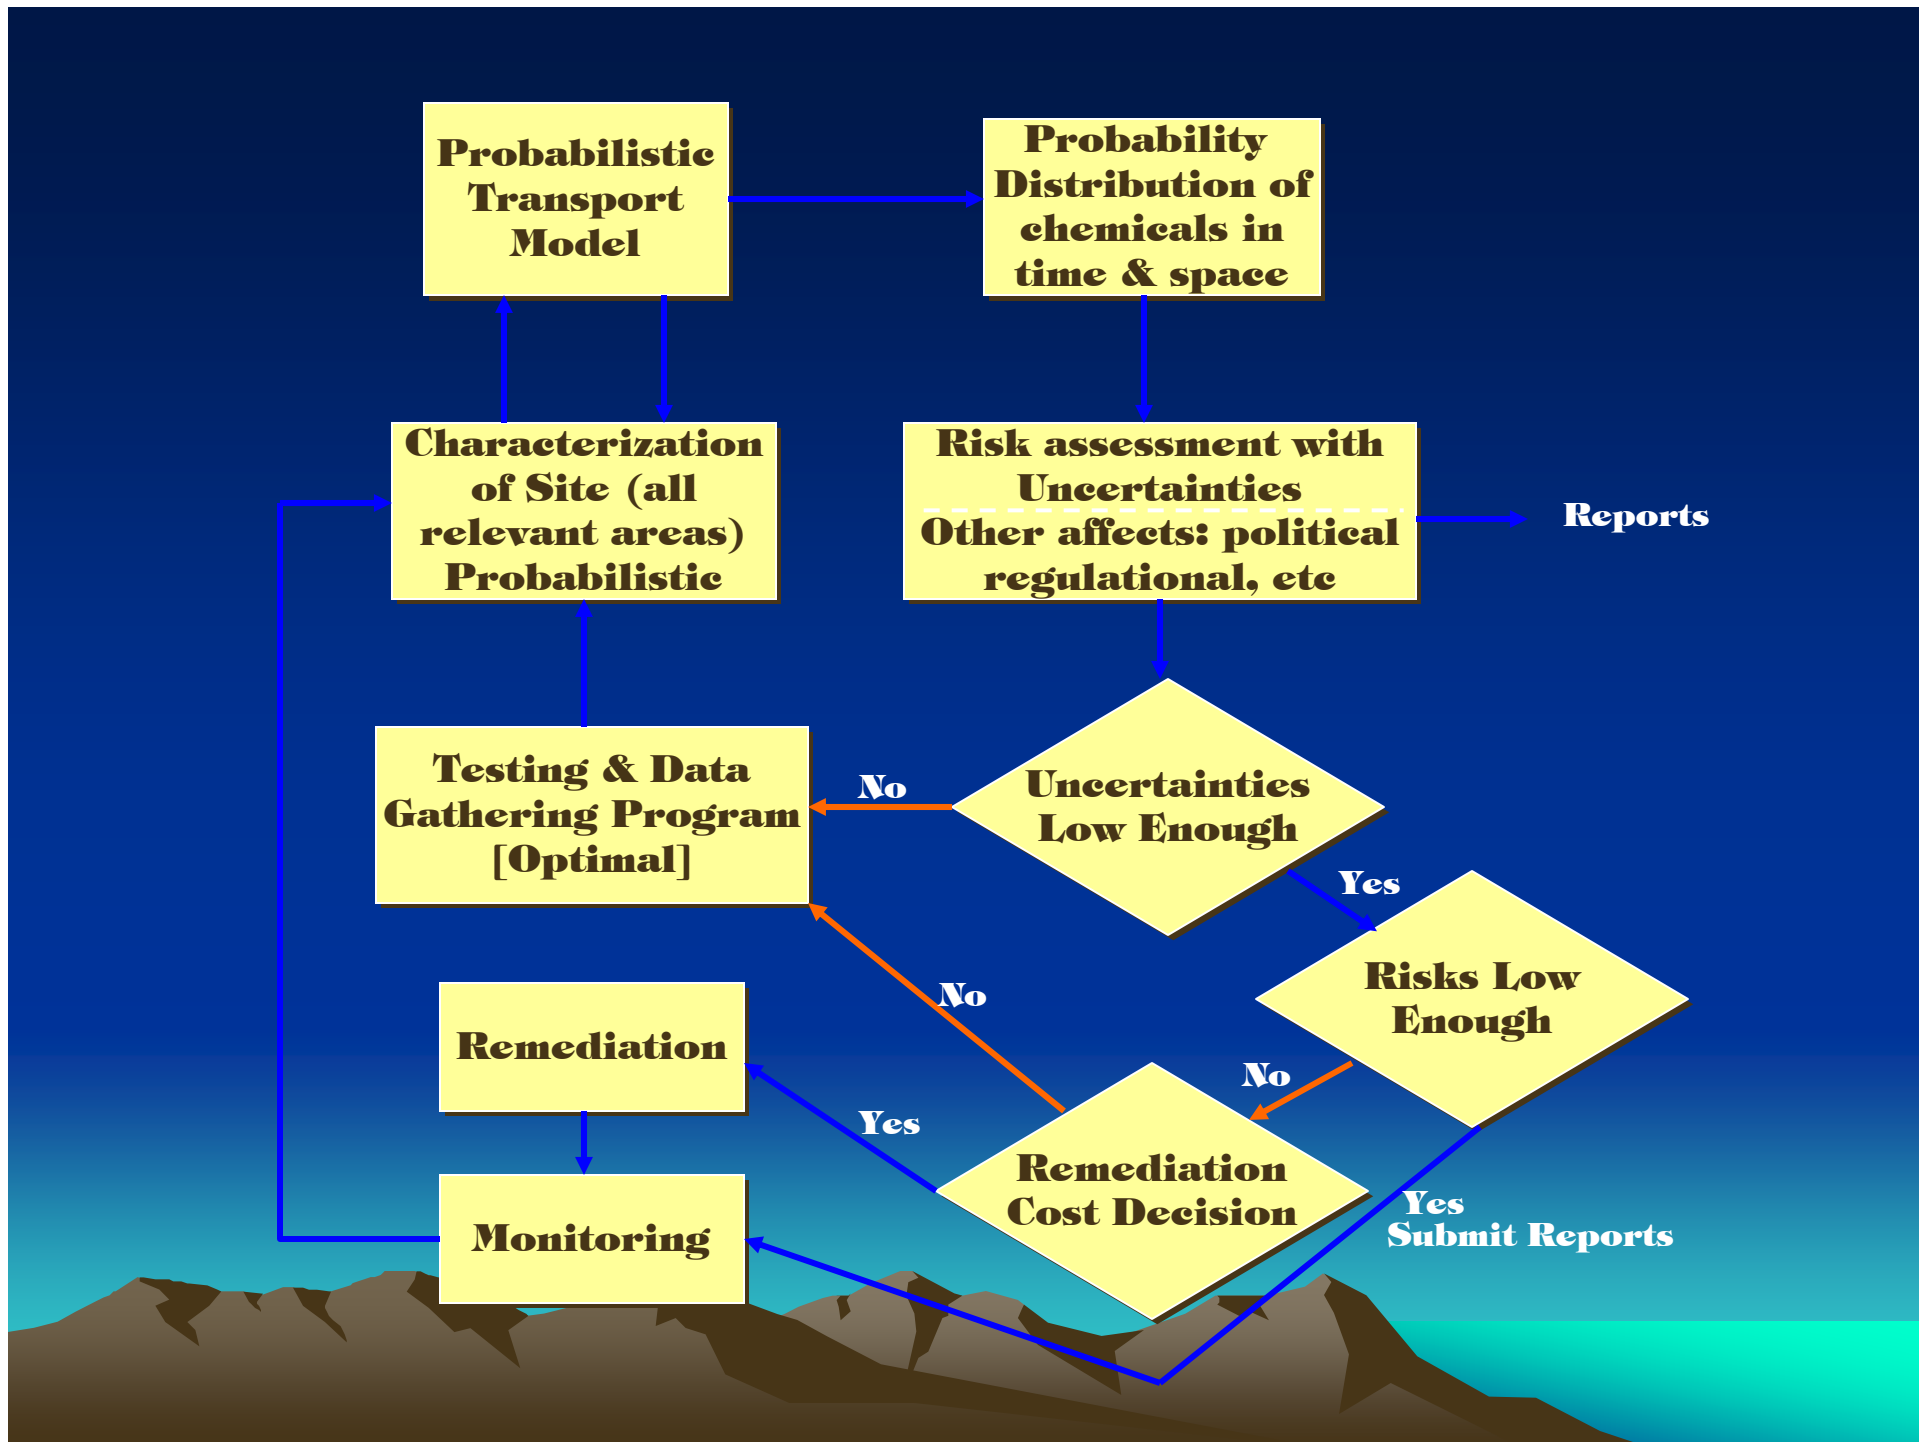 Probabilistic
Transport
Model
Probability
Distribution of
chemicals in
time & space
Characterization
of Site (all
relevant areas)
Probabilistic
Risk assessment with
Uncertainties
Other affects: political
regulational, etc
Reports
Testing & Data
Gathering Program
[Optimal]
No
Uncertainties
Low Enough
Yes
Risks Low
Enough
No
Remediation
No
Yes
Remediation
Cost Decision
Yes
Submit Reports
Monitoring